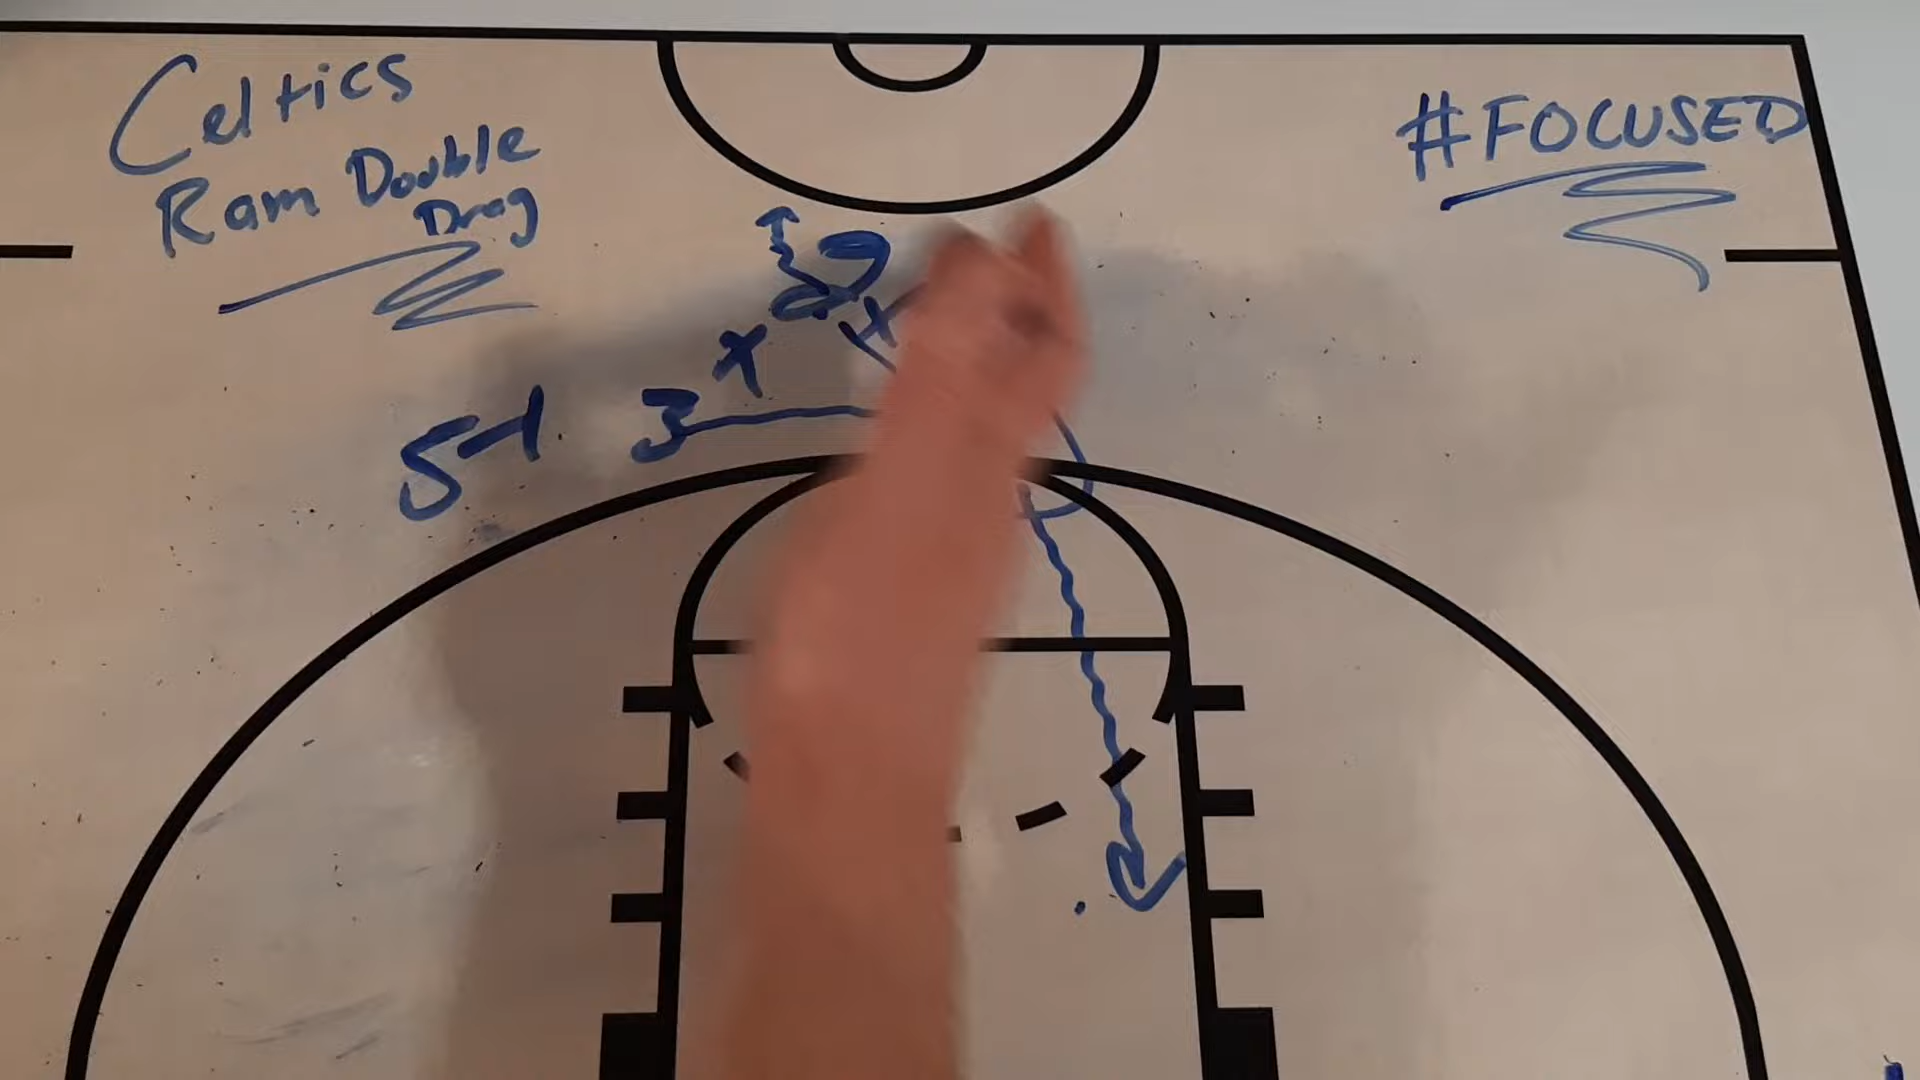 Celtics
Ram Double
Drag
#FOCUSED
X
X
3
5